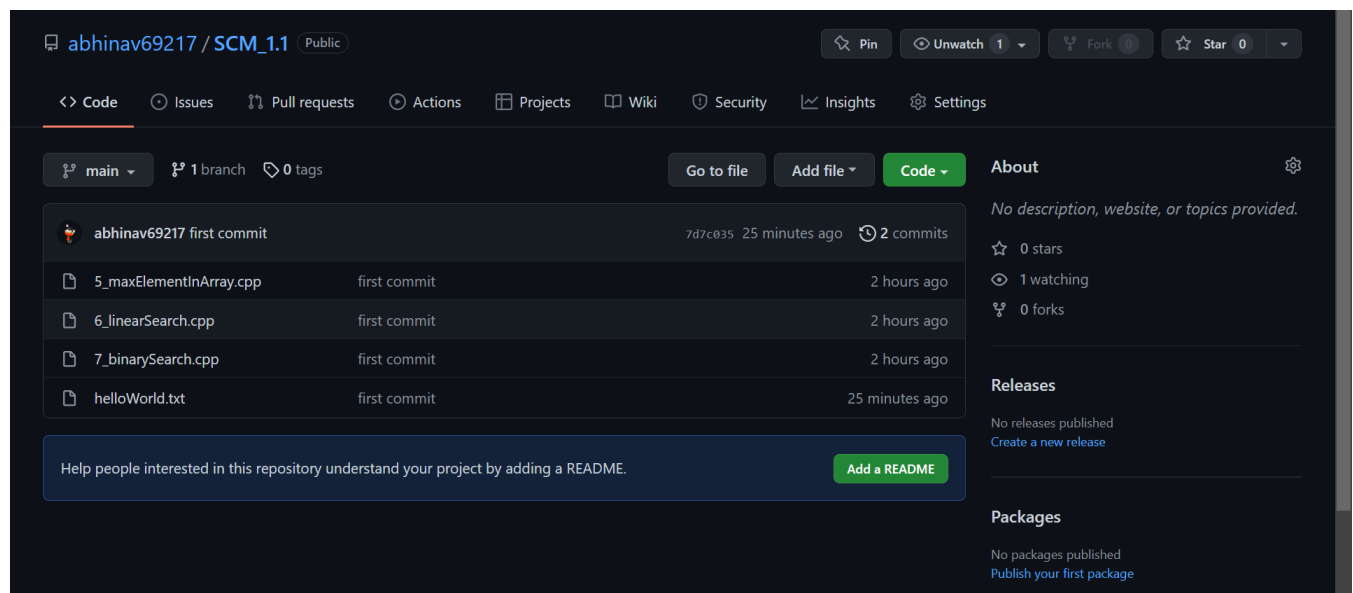 abhinav69217 / SCM_1.1 Public
Pin Unwatch 1 Fork 0 Star 0
Code Issues Pull requests Actions Projects Wiki Security Insights Settings
main 1 branch 0 tags Go to file Add file Code
abhinav69217 first commit 7d7c035 25 minutes ago 2 commits
5_maxElementInArray.cpp first commit 2 hours ago
6_linearSearch.cpp first commit 2 hours ago
7_binarySearch.cpp first commit 2 hours ago
helloWorld.txt first commit 25 minutes ago
Help people interested in this repository understand your project by adding a README. Add a README
About
No description, website, or topics provided.
0 stars
1 watching
0 forks
Releases
No releases published
Create a new release
Packages
No packages published
Publish your first package